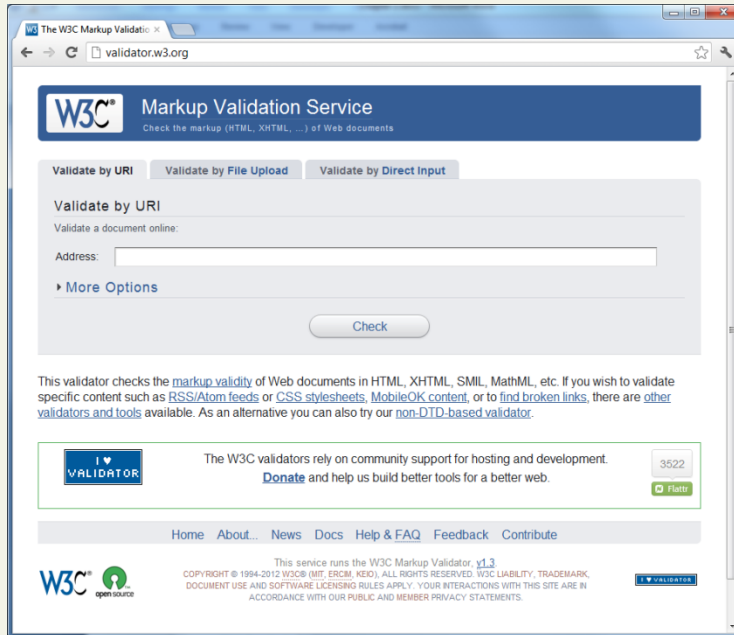 The W3C Markup Validatio
validator.w3.org
W3C®
Markup Validation Service
Check the markup (HTML, XHTML, ...) of Web documents
Validate by URI
Validate by File Upload
Validate by Direct Input
Validate by URI
Validate a document online:
Address:
More Options
Check
This validator checks the markup validity of Web documents in HTML, XHTML, SMIL, MathML, etc. If you wish to validate
specific content such as RSS/Atom feeds or CSS stylesheets, MobileOK content, or to find broken links, there are other
validators and tools available. As an alternative you can also try our non-DTD-based validator.
I ♥
VALIDATOR
The W3C validators rely on community support for hosting and development.
Donate and help us build better tools for a better web.
3522
Flattr
Home About... News Docs Help & FAQ Feedback Contribute
W3C®
open source
This service runs the W3C Markup Validator, v1.3.
COPYRIGHT © 1994-2012 W3C® (MIT, ERCIM, KEIO), ALL RIGHTS RESERVED. W3C LIABILITY, TRADEMARK,
DOCUMENT USE AND SOFTWARE LICENSING RULES APPLY. YOUR INTERACTIONS WITH THIS SITE ARE IN
ACCORDANCE WITH OUR PUBLIC AND MEMBER PRIVACY STATEMENTS.
I ♥ VALIDATOR